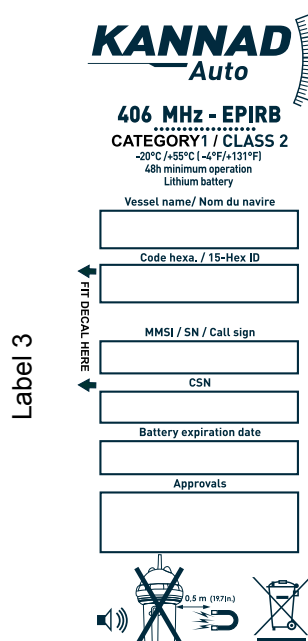 KANNAD
Auto
406 MHz - EPIRB
CATEGORY1 / CLASS 2
-20°C /+55°C ( -4°F/+131°F)
48h minimum operation
Lithium battery
Vessel name/ Nom du navire
Code hexa. / 15-Hex ID
FIT DECAL HERE
MMSI / SN / Call sign
CSN
Battery expiration date
Approvals
0,5 m (19.7in.)
Label 3